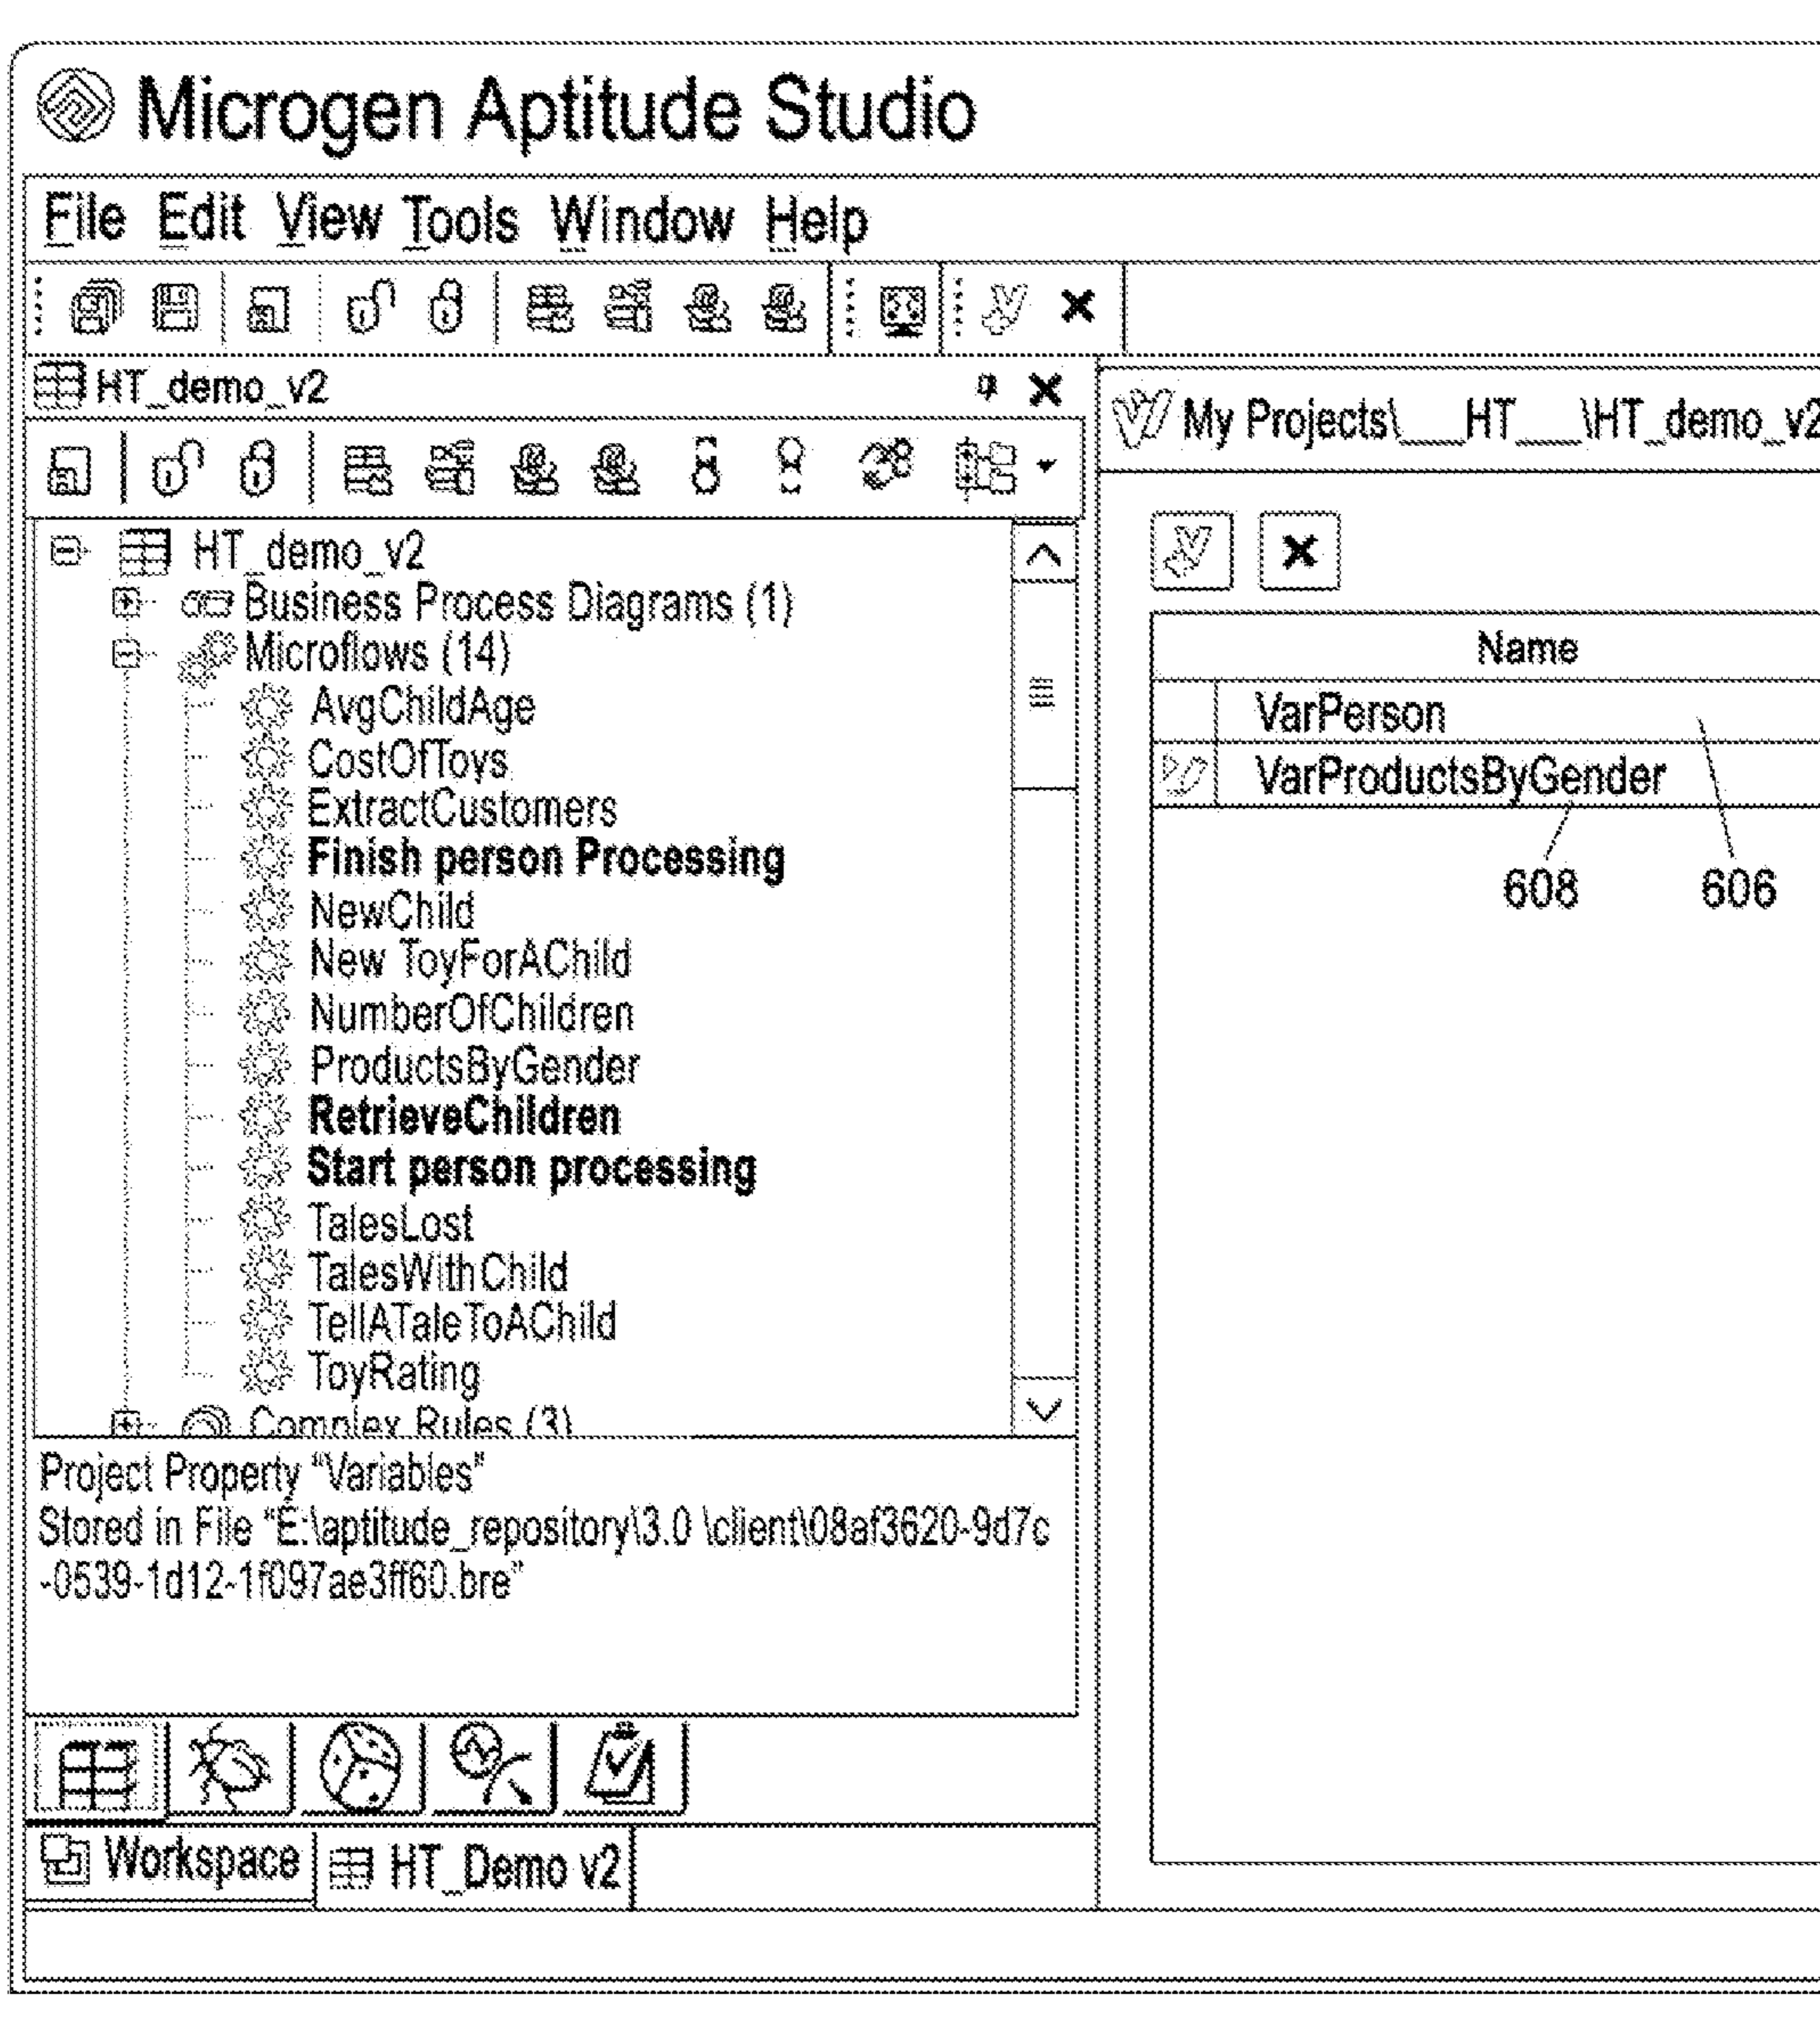 Microgen Aptitude Studio
File Edit View Tools Window Help
HT_demo_v2
My Projects\___HT___\HT_demo_v2
HT_demo_v2
Business Process Diagrams (1)
Microflows (14)
AvgChildAge
CostOfToys
ExtractCustomers
Finish person Processing
NewChild
New ToyForAChild
NumberOfChildren
ProductsByGender
RetrieveChildren
Start person processing
TalesLost
TalesWithChild
TellATaleToAChild
ToyRating
Complex Rules (3)
Name
VarPerson
VarProductsByGender
608 606
Project Property “Variables”
Stored in File “E:\aptitude_repository\3.0 \client\08af3620-9d7c
-0539-1d12-1f097ae3ff60.bre”
Workspace
HT_Demo v2